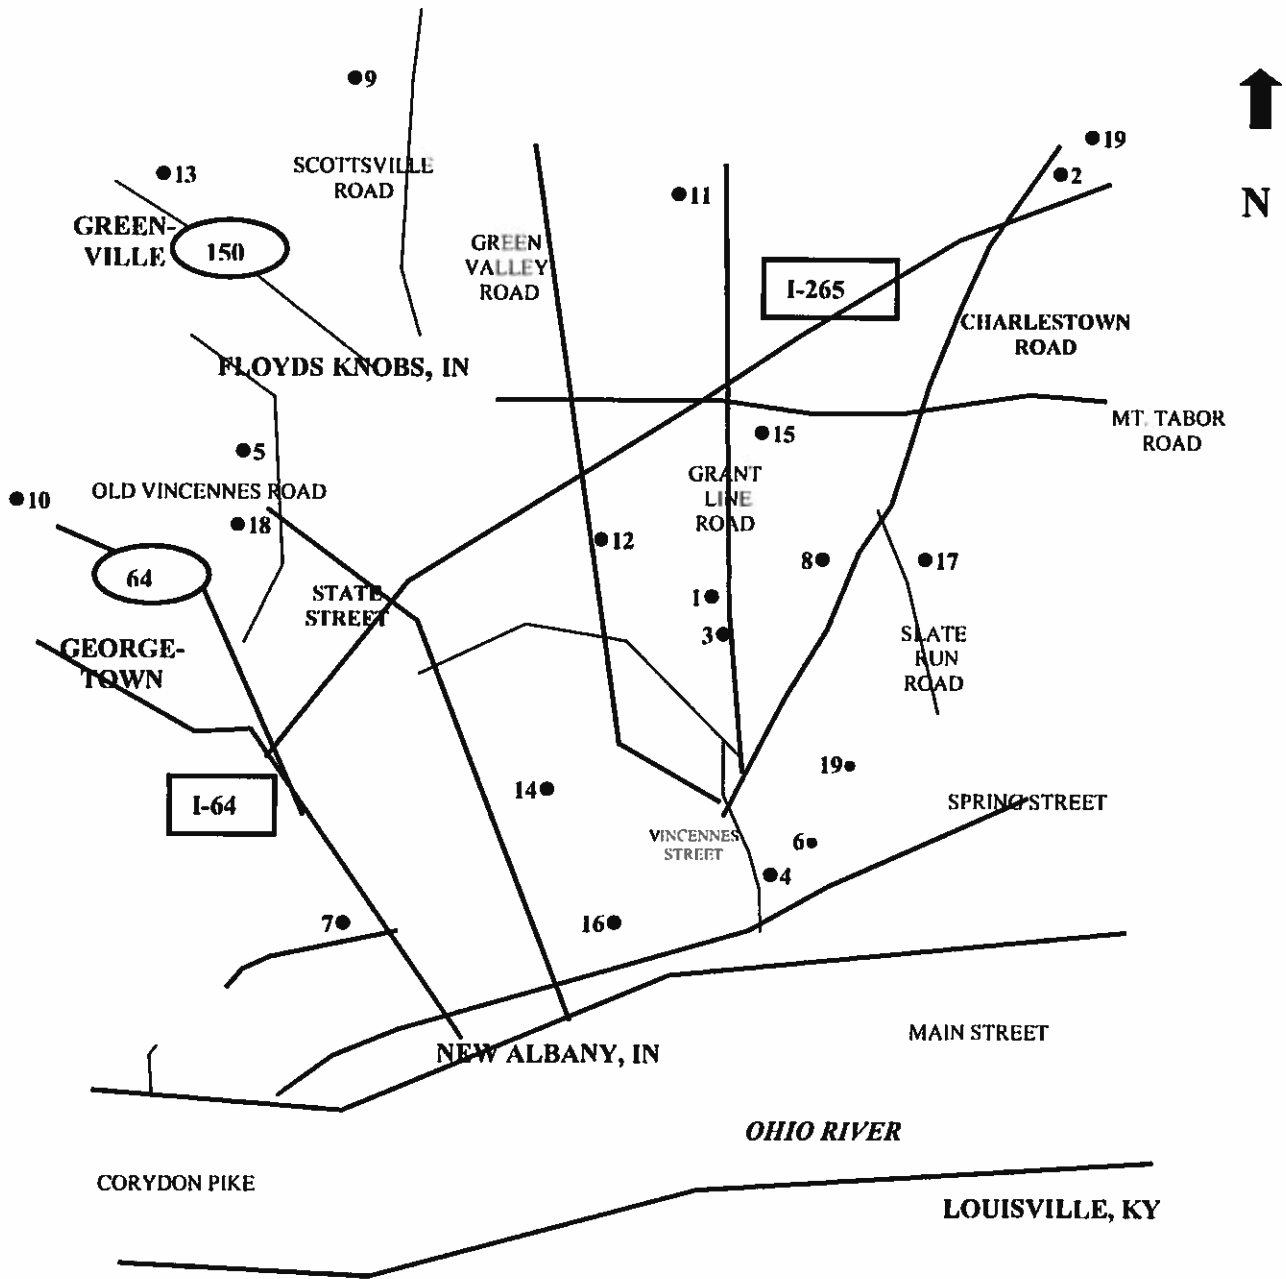 9
19
SCOTTSVILLE
ROAD
13
2
11
N
GREEN-
VILLE
150
GREEN
VALLEY
ROAD
I-265
CHARLESTOWN
ROAD
FLOYDS KNOBS, IN
MT. TABOR
ROAD
15
5
GRANT
LINE
ROAD
OLD VINCENNES ROAD
10
18
12
8
17
64
STATE
STREET
1
3
SLATE
RUN
ROAD
GEORGE-
TOWN
19
14
I-64
SPRING STREET
VINCENNES
STREET
6
4
7
16
MAIN STREET
NEW ALBANY, IN
OHIO RIVER
CORYDON PIKE
LOUISVILLE, KY